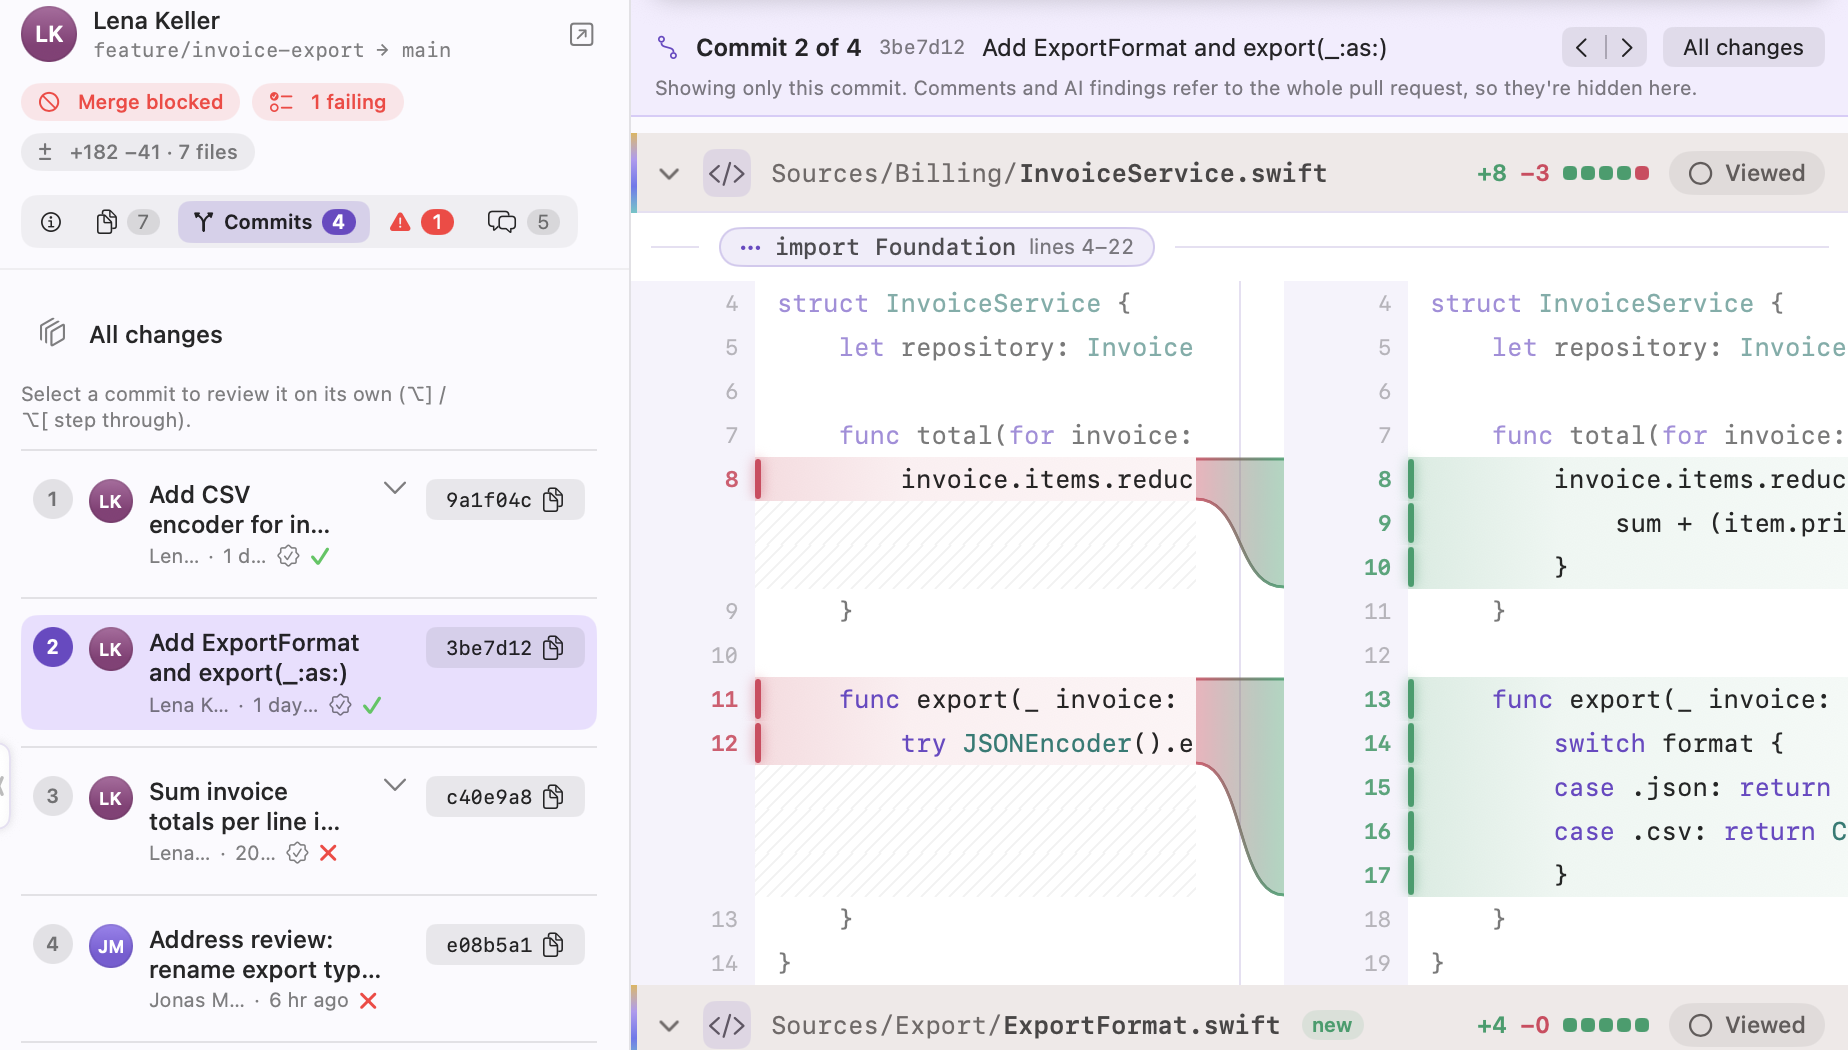 LK
Lena Keller
feature/invoice-export → main
Merge blocked
1 failing
± +182 −41 · 7 files
7
Commits 4
1
5
All changes
Select a commit to review it on its own (⌥] /
⌥[ step through).
1
LK
Add CSV
encoder for in...
9a1f04c
Len... · 1 d...
2
LK
Add ExportFormat
and export(_:as:)
3be7d12
Lena K... · 1 day...
3
LK
Sum invoice
totals per line i...
c40e9a8
Lena... · 20...
4
JM
Address review:
rename export typ...
e08b5a1
Jonas M... · 6 hr ago
Commit 2 of 4 3be7d12 Add ExportFormat and export(_:as:)
All changes
Showing only this commit. Comments and AI findings refer to the whole pull request, so they're hidden here.
</> Sources/Billing/InvoiceService.swift
+8 −3
Viewed
··· import Foundation lines 4–22
4 struct InvoiceService {
5 let repository: Invoice
6
7 func total(for invoice:
8 invoice.items.reduc
9 }
10
11 func export(_ invoice:
12 try JSONEncoder().e
13 }
14 }
4 struct InvoiceService {
5 let repository: Invoice
6
7 func total(for invoice:
8 invoice.items.reduc
9 sum + (item.pri
10 }
11 }
12
13 func export(_ invoice:
14 switch format {
15 case .json: return
16 case .csv: return C
17 }
18 }
19 }
</> Sources/Export/ExportFormat.swift new
+4 −0
Viewed